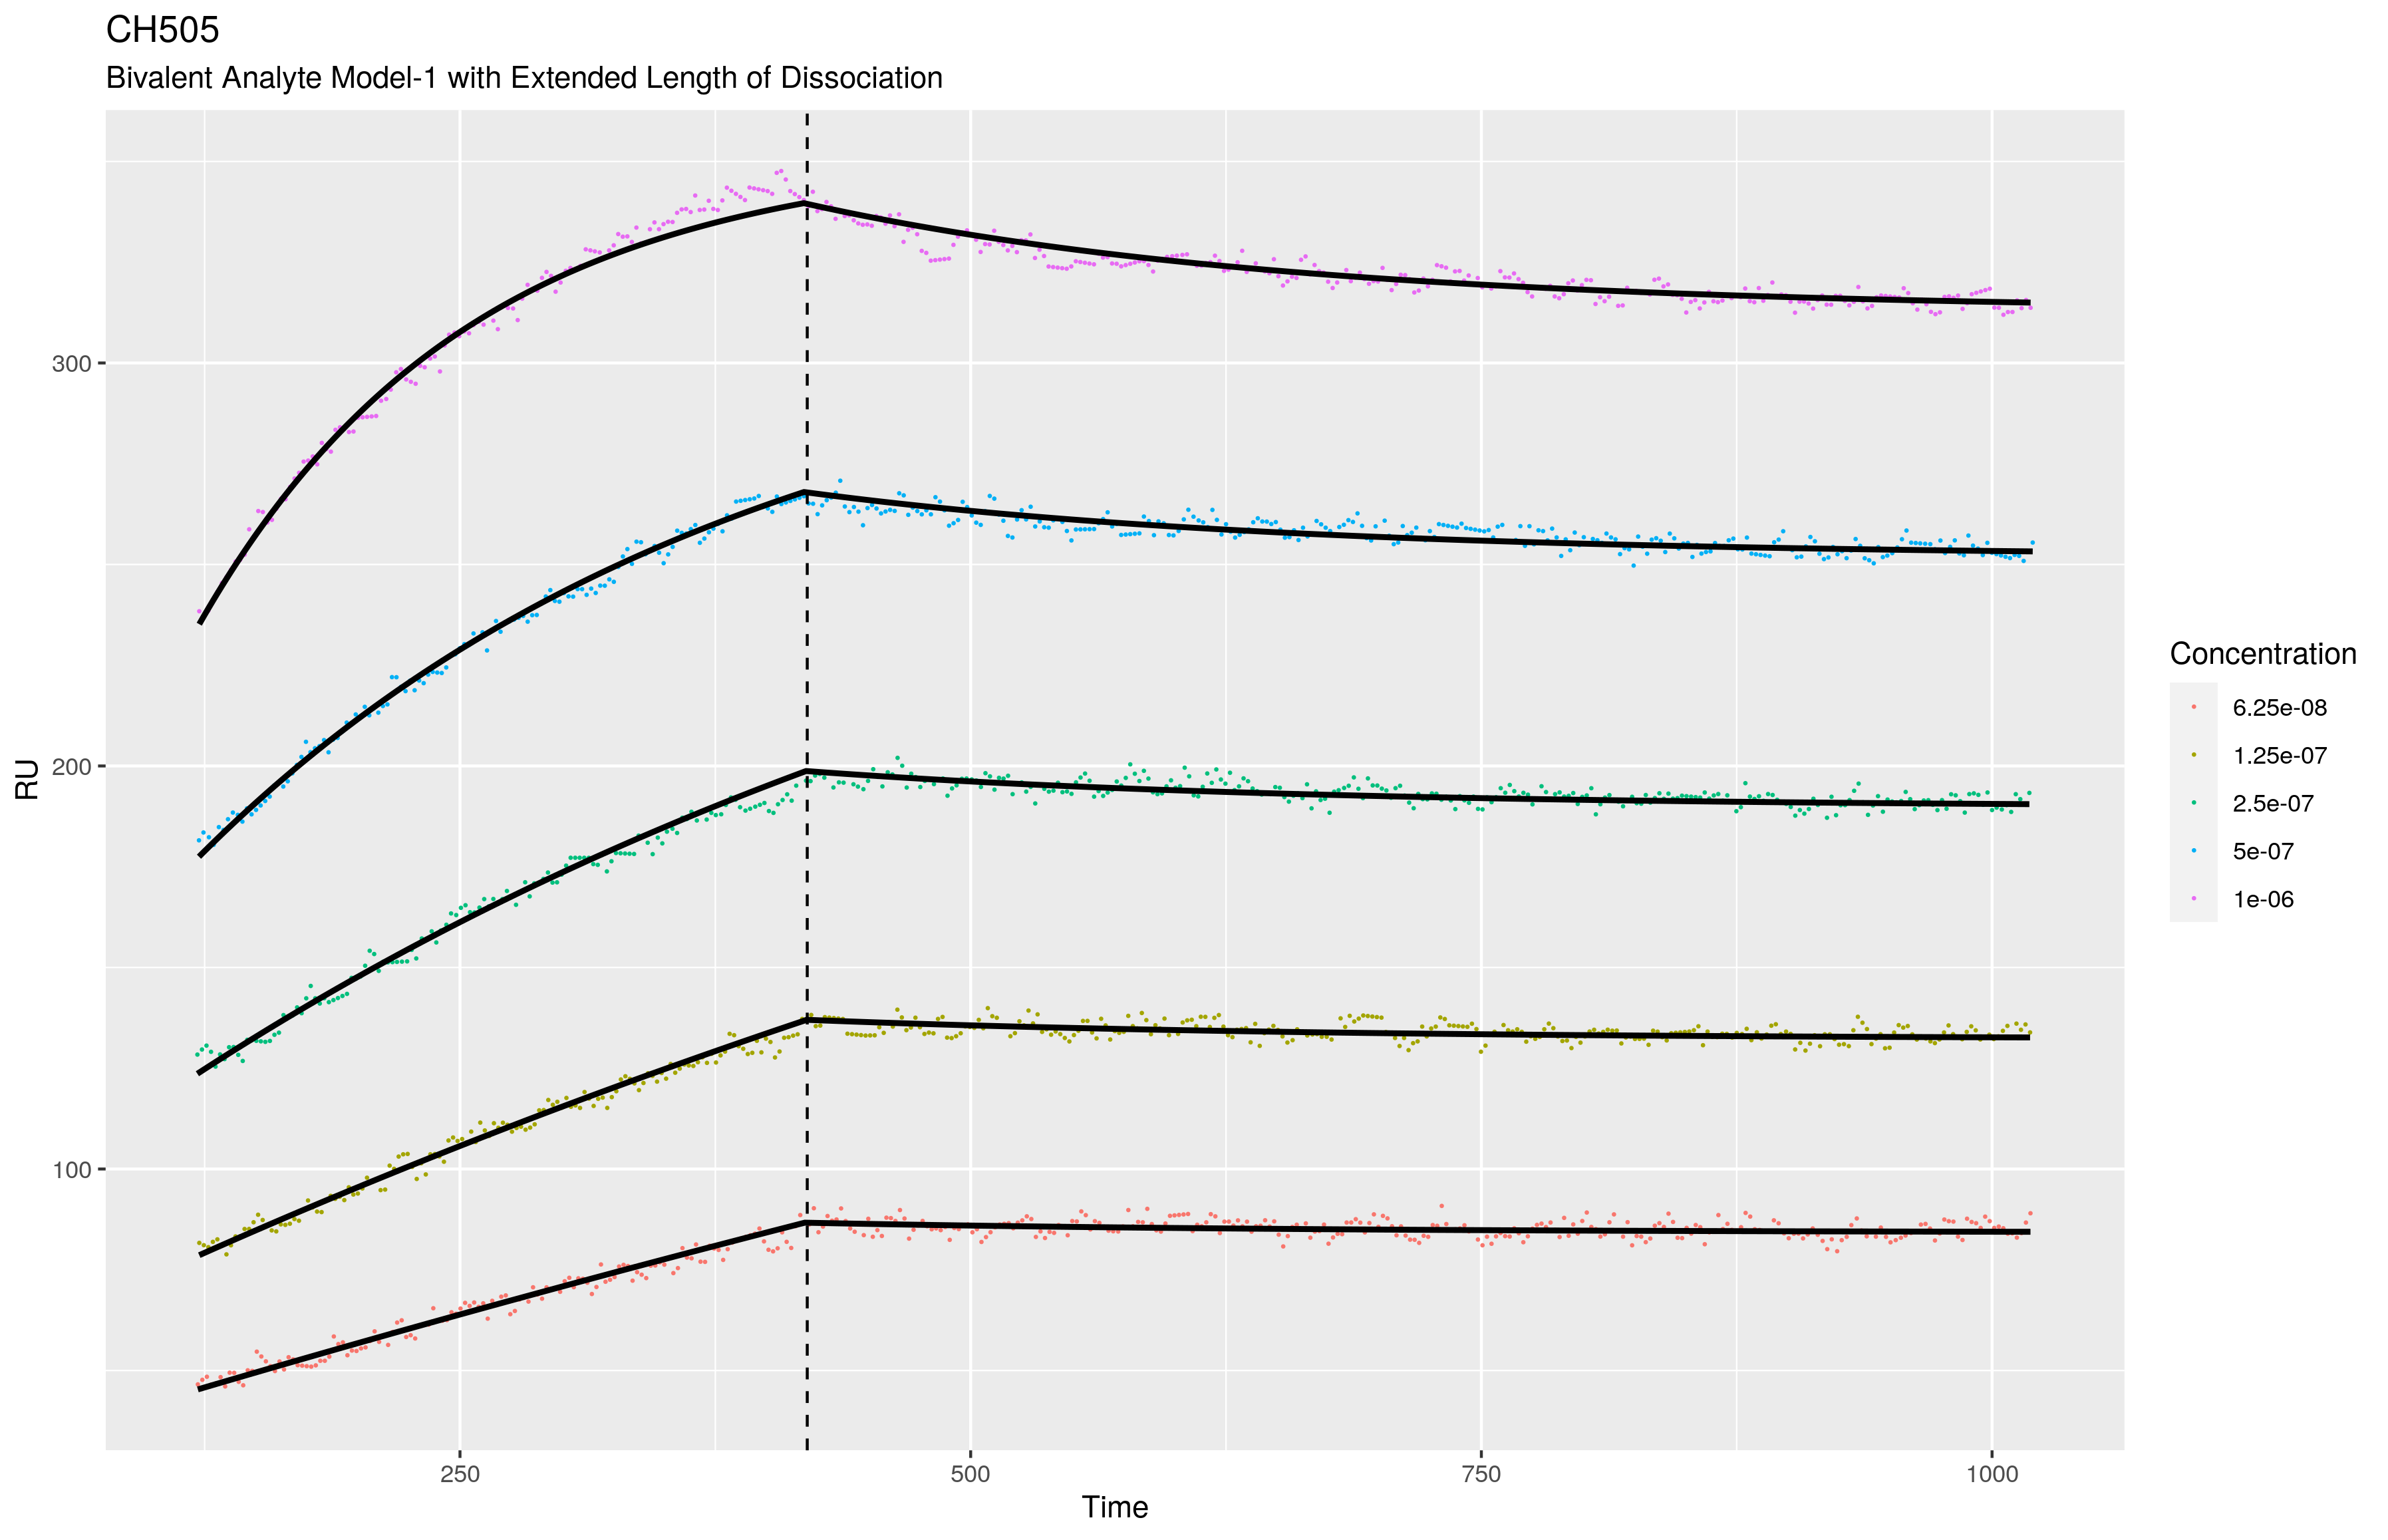 CH505
Bivalent Analyte Model-1 with Extended Length of Dissociation
RU
300
200
100
250
500
750
1000
Time
Concentration
6.25e-08
1.25e-07
2.5e-07
5e-07
1e-06